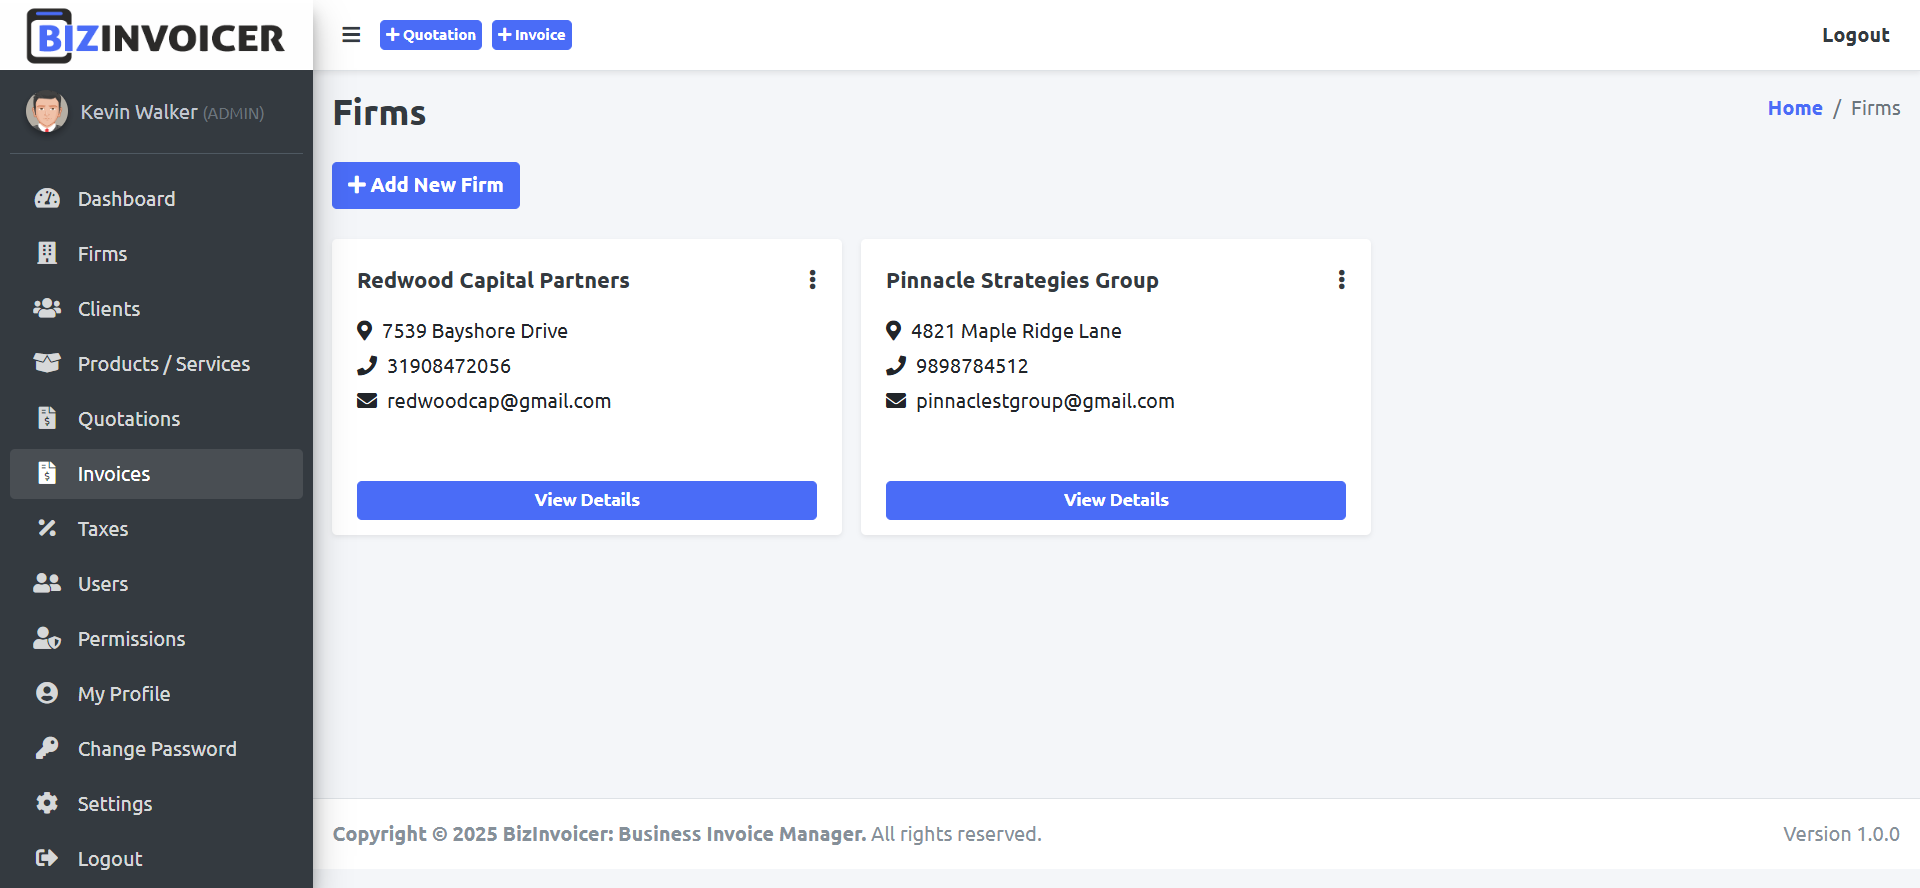 BIZINVOICER
Quotation
Invoice
Logout
Kevin Walker (ADMIN)
Dashboard
Firms
Clients
Products / Services
Quotations
Invoices
Taxes
Users
Permissions
My Profile
Change Password
Settings
Logout
Firms
Home / Firms
Add New Firm
Redwood Capital Partners
7539 Bayshore Drive
31908472056
redwoodcap@gmail.com
View Details
Pinnacle Strategies Group
4821 Maple Ridge Lane
9898784512
pinnaclestgroup@gmail.com
View Details
Copyright © 2025 BizInvoicer: Business Invoice Manager. All rights reserved.
Version 1.0.0